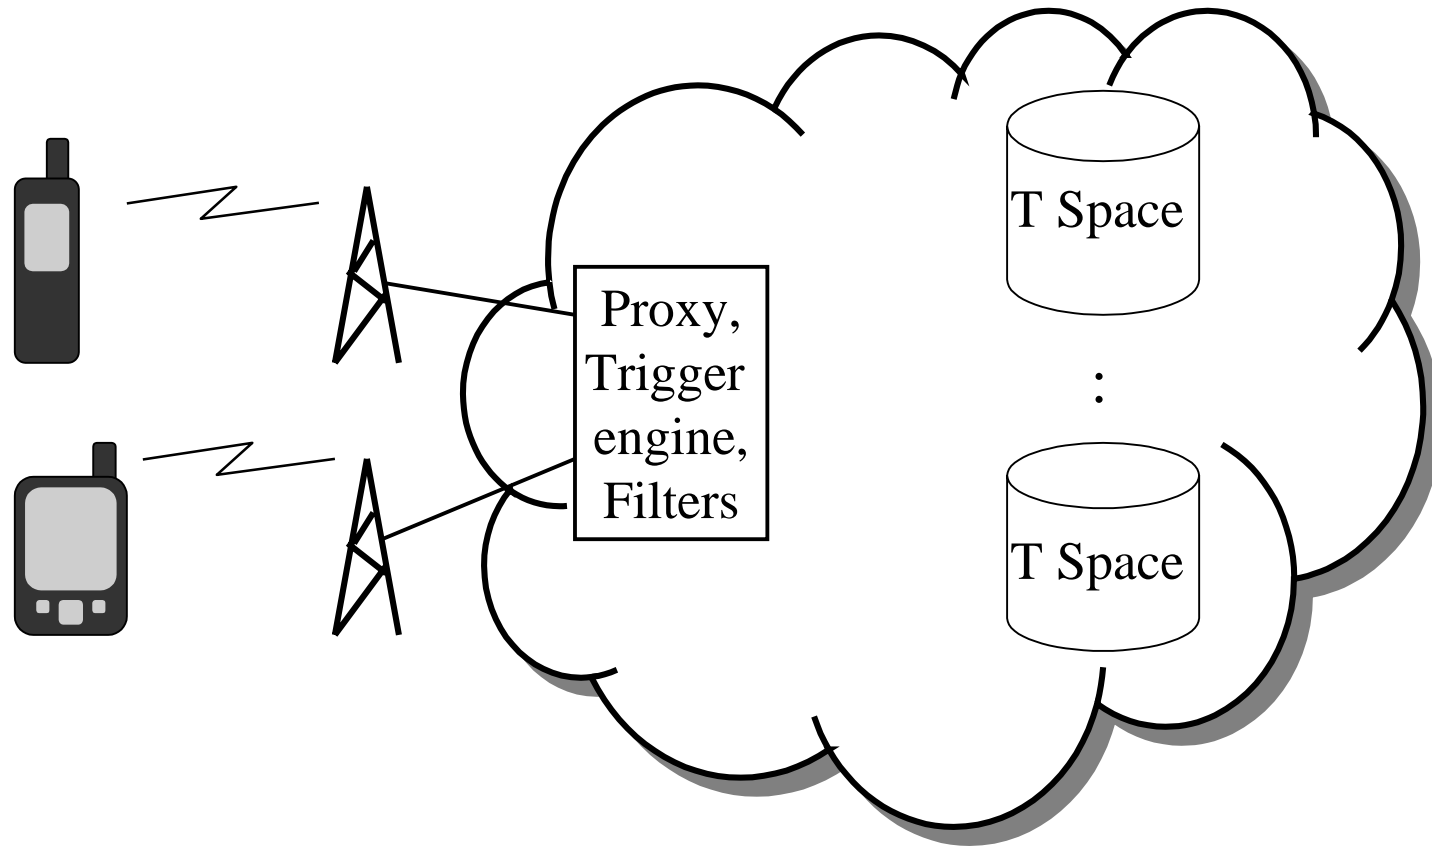 T Space
Proxy,
Trigger
engine,
Filters
:
T Space